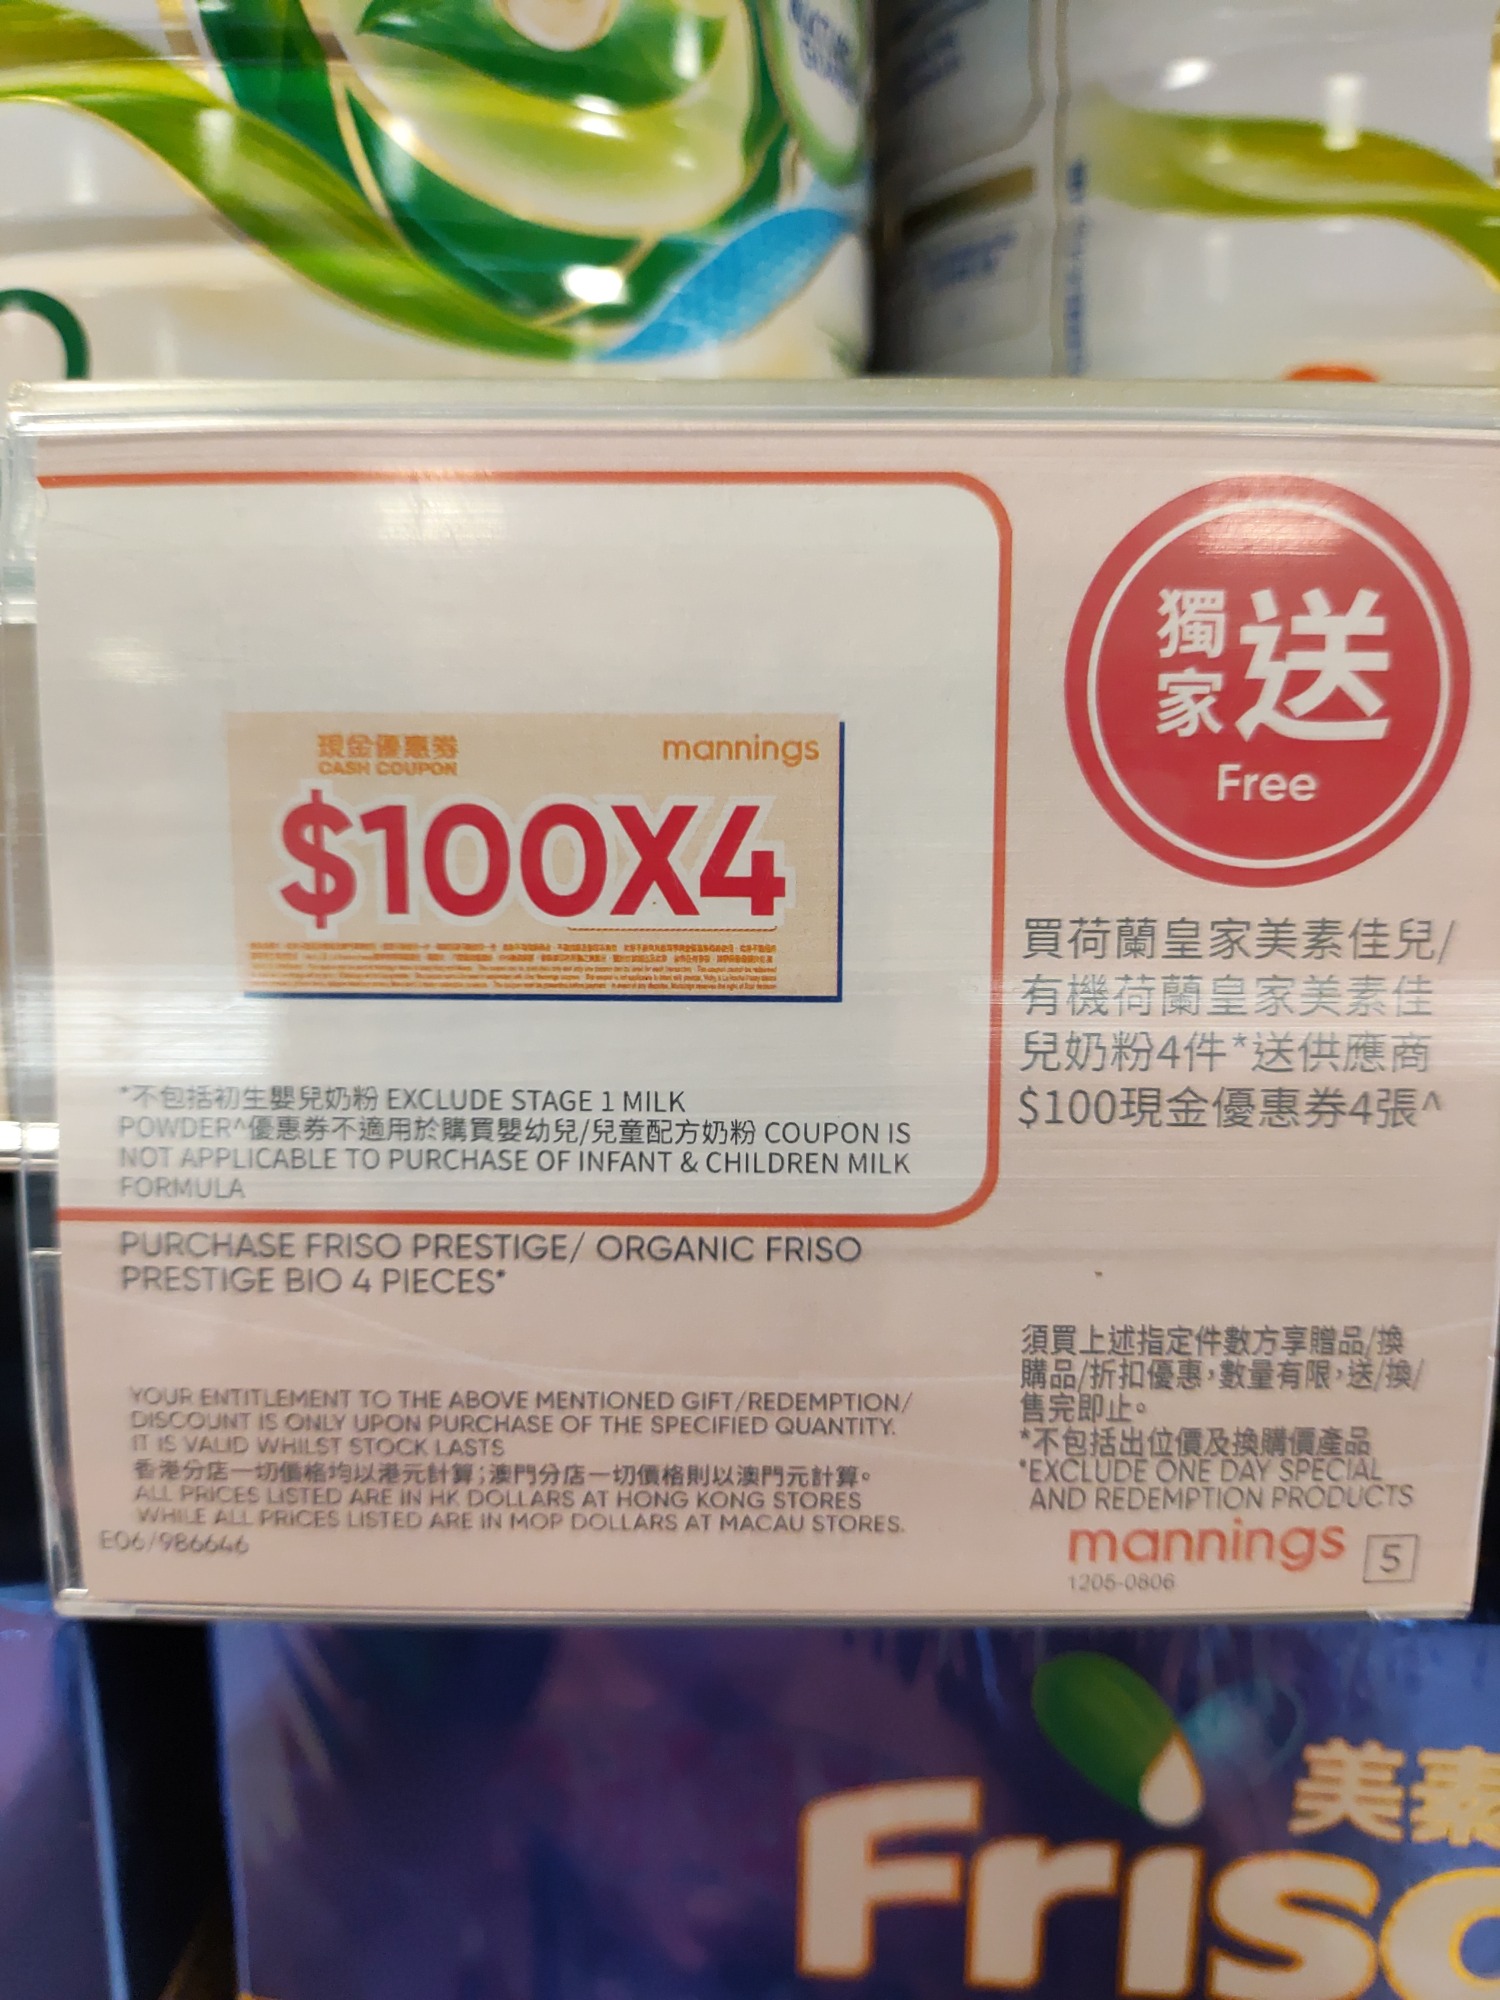 現金優惠券
CASH COUPON
mannings
$100X4
*不包括初生嬰兒奶粉 EXCLUDE STAGE 1 MILK
POWDER^優惠券不適用於購買嬰幼兒/兒童配方奶粉 COUPON IS
NOT APPLICABLE TO PURCHASE OF INFANT & CHILDREN MILK
FORMULA
PURCHASE FRISO PRESTIGE/ ORGANIC FRISO
PRESTIGE BIO 4 PIECES*
YOUR ENTITLEMENT TO THE ABOVE MENTIONED GIFT/REDEMPTION/
DISCOUNT IS ONLY UPON PURCHASE OF THE SPECIFIED QUANTITY.
IT IS VALID WHILST STOCK LASTS
香港分店一切價格均以港元計算;澳門分店一切價格則以澳門元計算。
ALL PRICES LISTED ARE IN HK DOLLARS AT HONG KONG STORES
WHILE ALL PRICES LISTED ARE IN MOP DOLLARS AT MACAU STORES.
E06/986646
獨家送
Free
買荷蘭皇家美素佳兒/
有機荷蘭皇家美素佳
兒奶粉4件*送供應商
$100現金優惠券4張^
須買上述指定件數方享贈品/換
購品/折扣優惠,數量有限,送/換/
售完即止。
*不包括出位價及換購價產品
*EXCLUDE ONE DAY SPECIAL
AND REDEMPTION PRODUCTS
mannings 5
1205-0806
美素
Friso